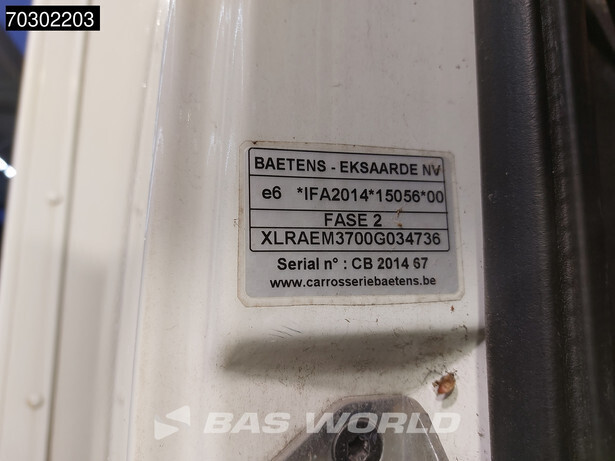 70302203
BAETENS - EKSAARDE NV
e6 *IFA2014*15056*00
FASE 2
XLRAEM3700G034736
Serial n° : CB 2014 67
www.carrosseriebaetens.be
BAS WORLD